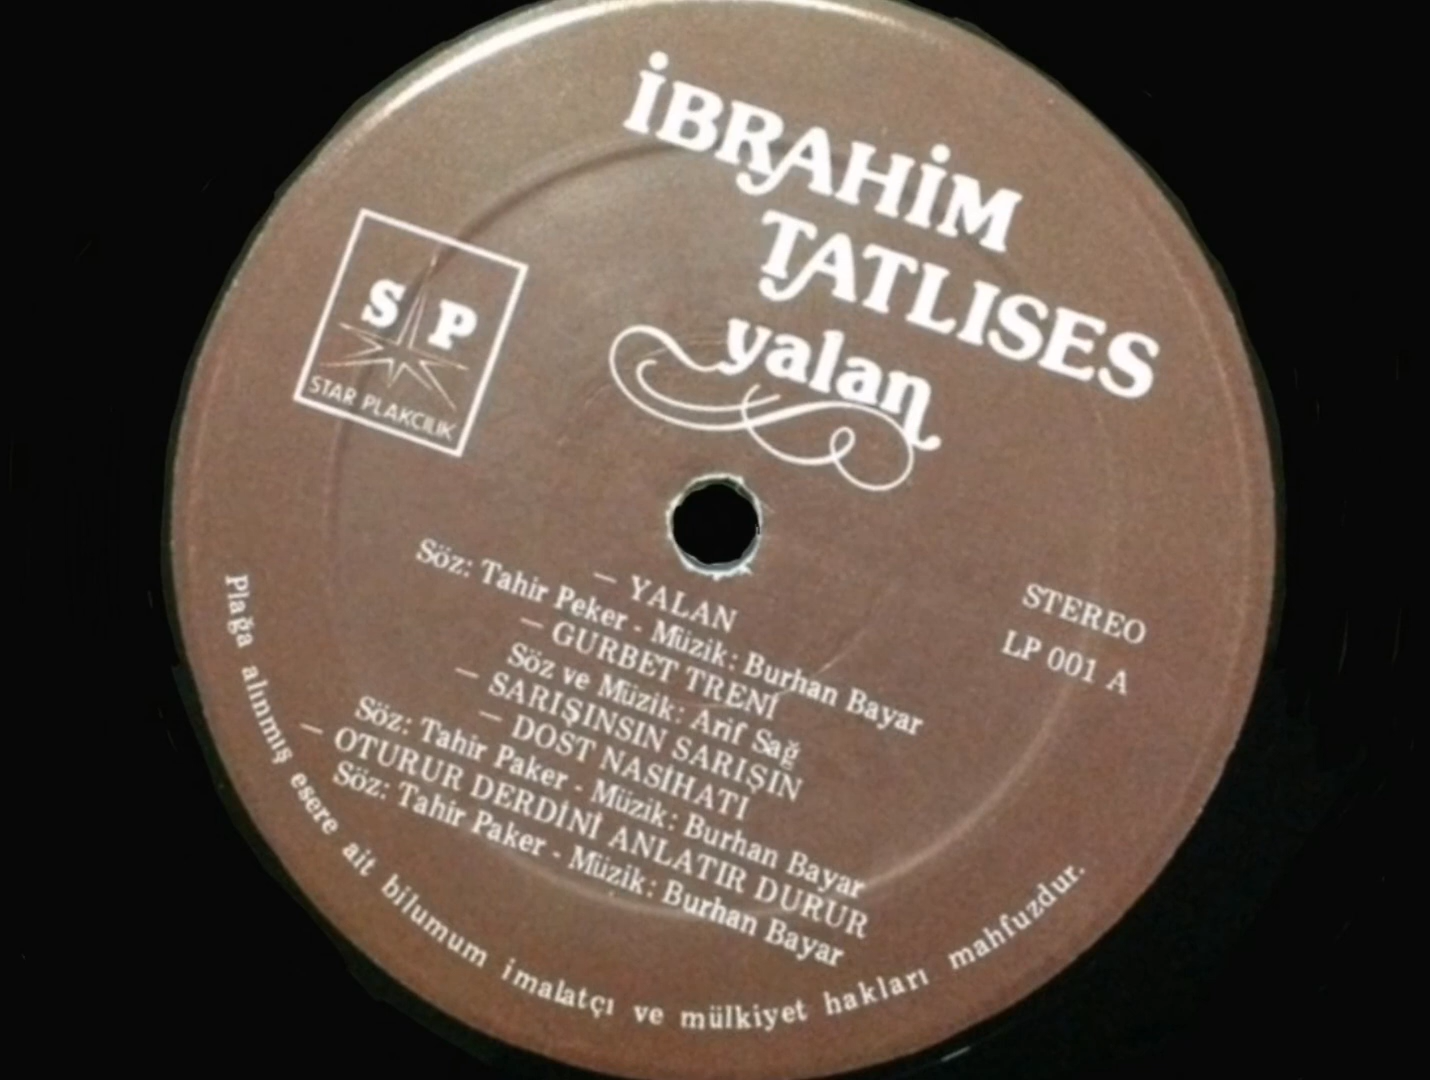 İBRAHİM
TATLISES
yalan
S P
STAR PLAKCILIK
STEREO
LP 001 A
— YALAN
Söz: Tahir Peker - Müzik: Burhan Bayar
— GURBET TRENİ
Söz ve Müzik: Arif Sağ
— SARIŞINSIN SARIŞIN
— DOST NASİHATI
Söz: Tahir Paker - Müzik: Burhan Bayar
— OTURUR DERDİNİ ANLATIR DURUR
Söz: Tahir Paker - Müzik: Burhan Bayar
Plağa alınmış esere ait bilumum imalatçı ve mülkiyet hakları mahfuzdur.